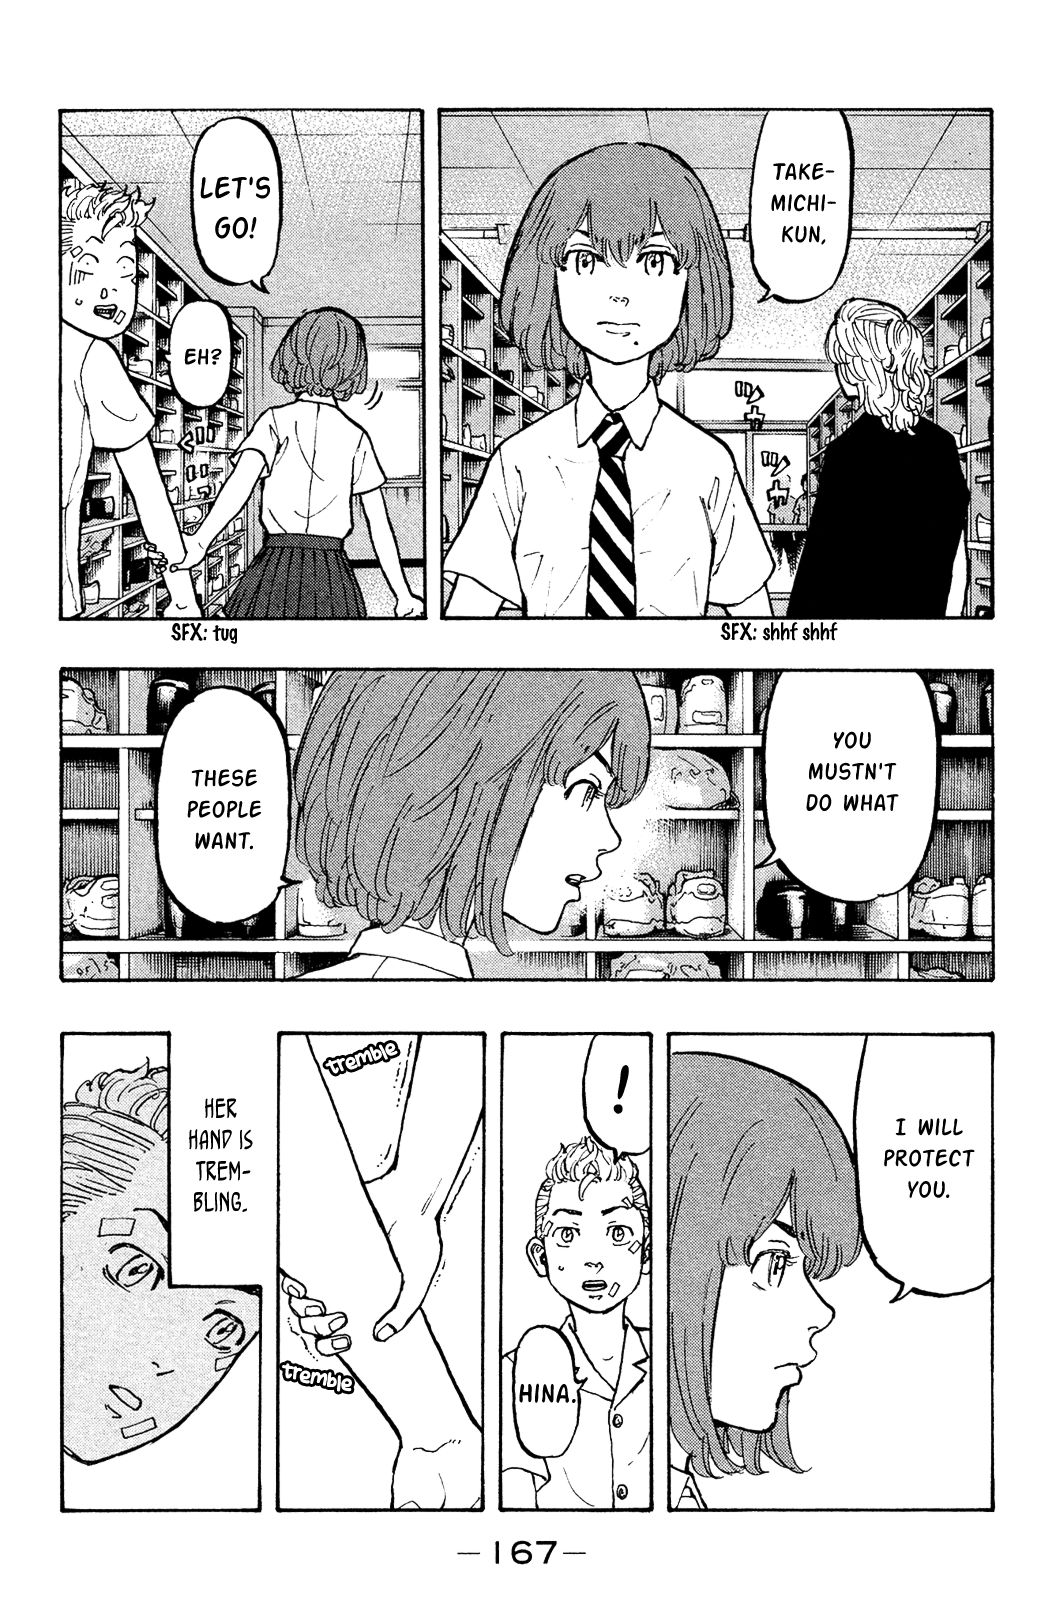 TAKE-
MICHI-
KUN,
SFX: shhf shhf
LET'S
GO!
EH?
SFX: tug
YOU
MUSTN'T
DO WHAT
THESE
PEOPLE
WANT.
I WILL
PROTECT
YOU.
!
HINA.
tremble
tremble
HER
HAND IS
TREM-
BLING.
—167—